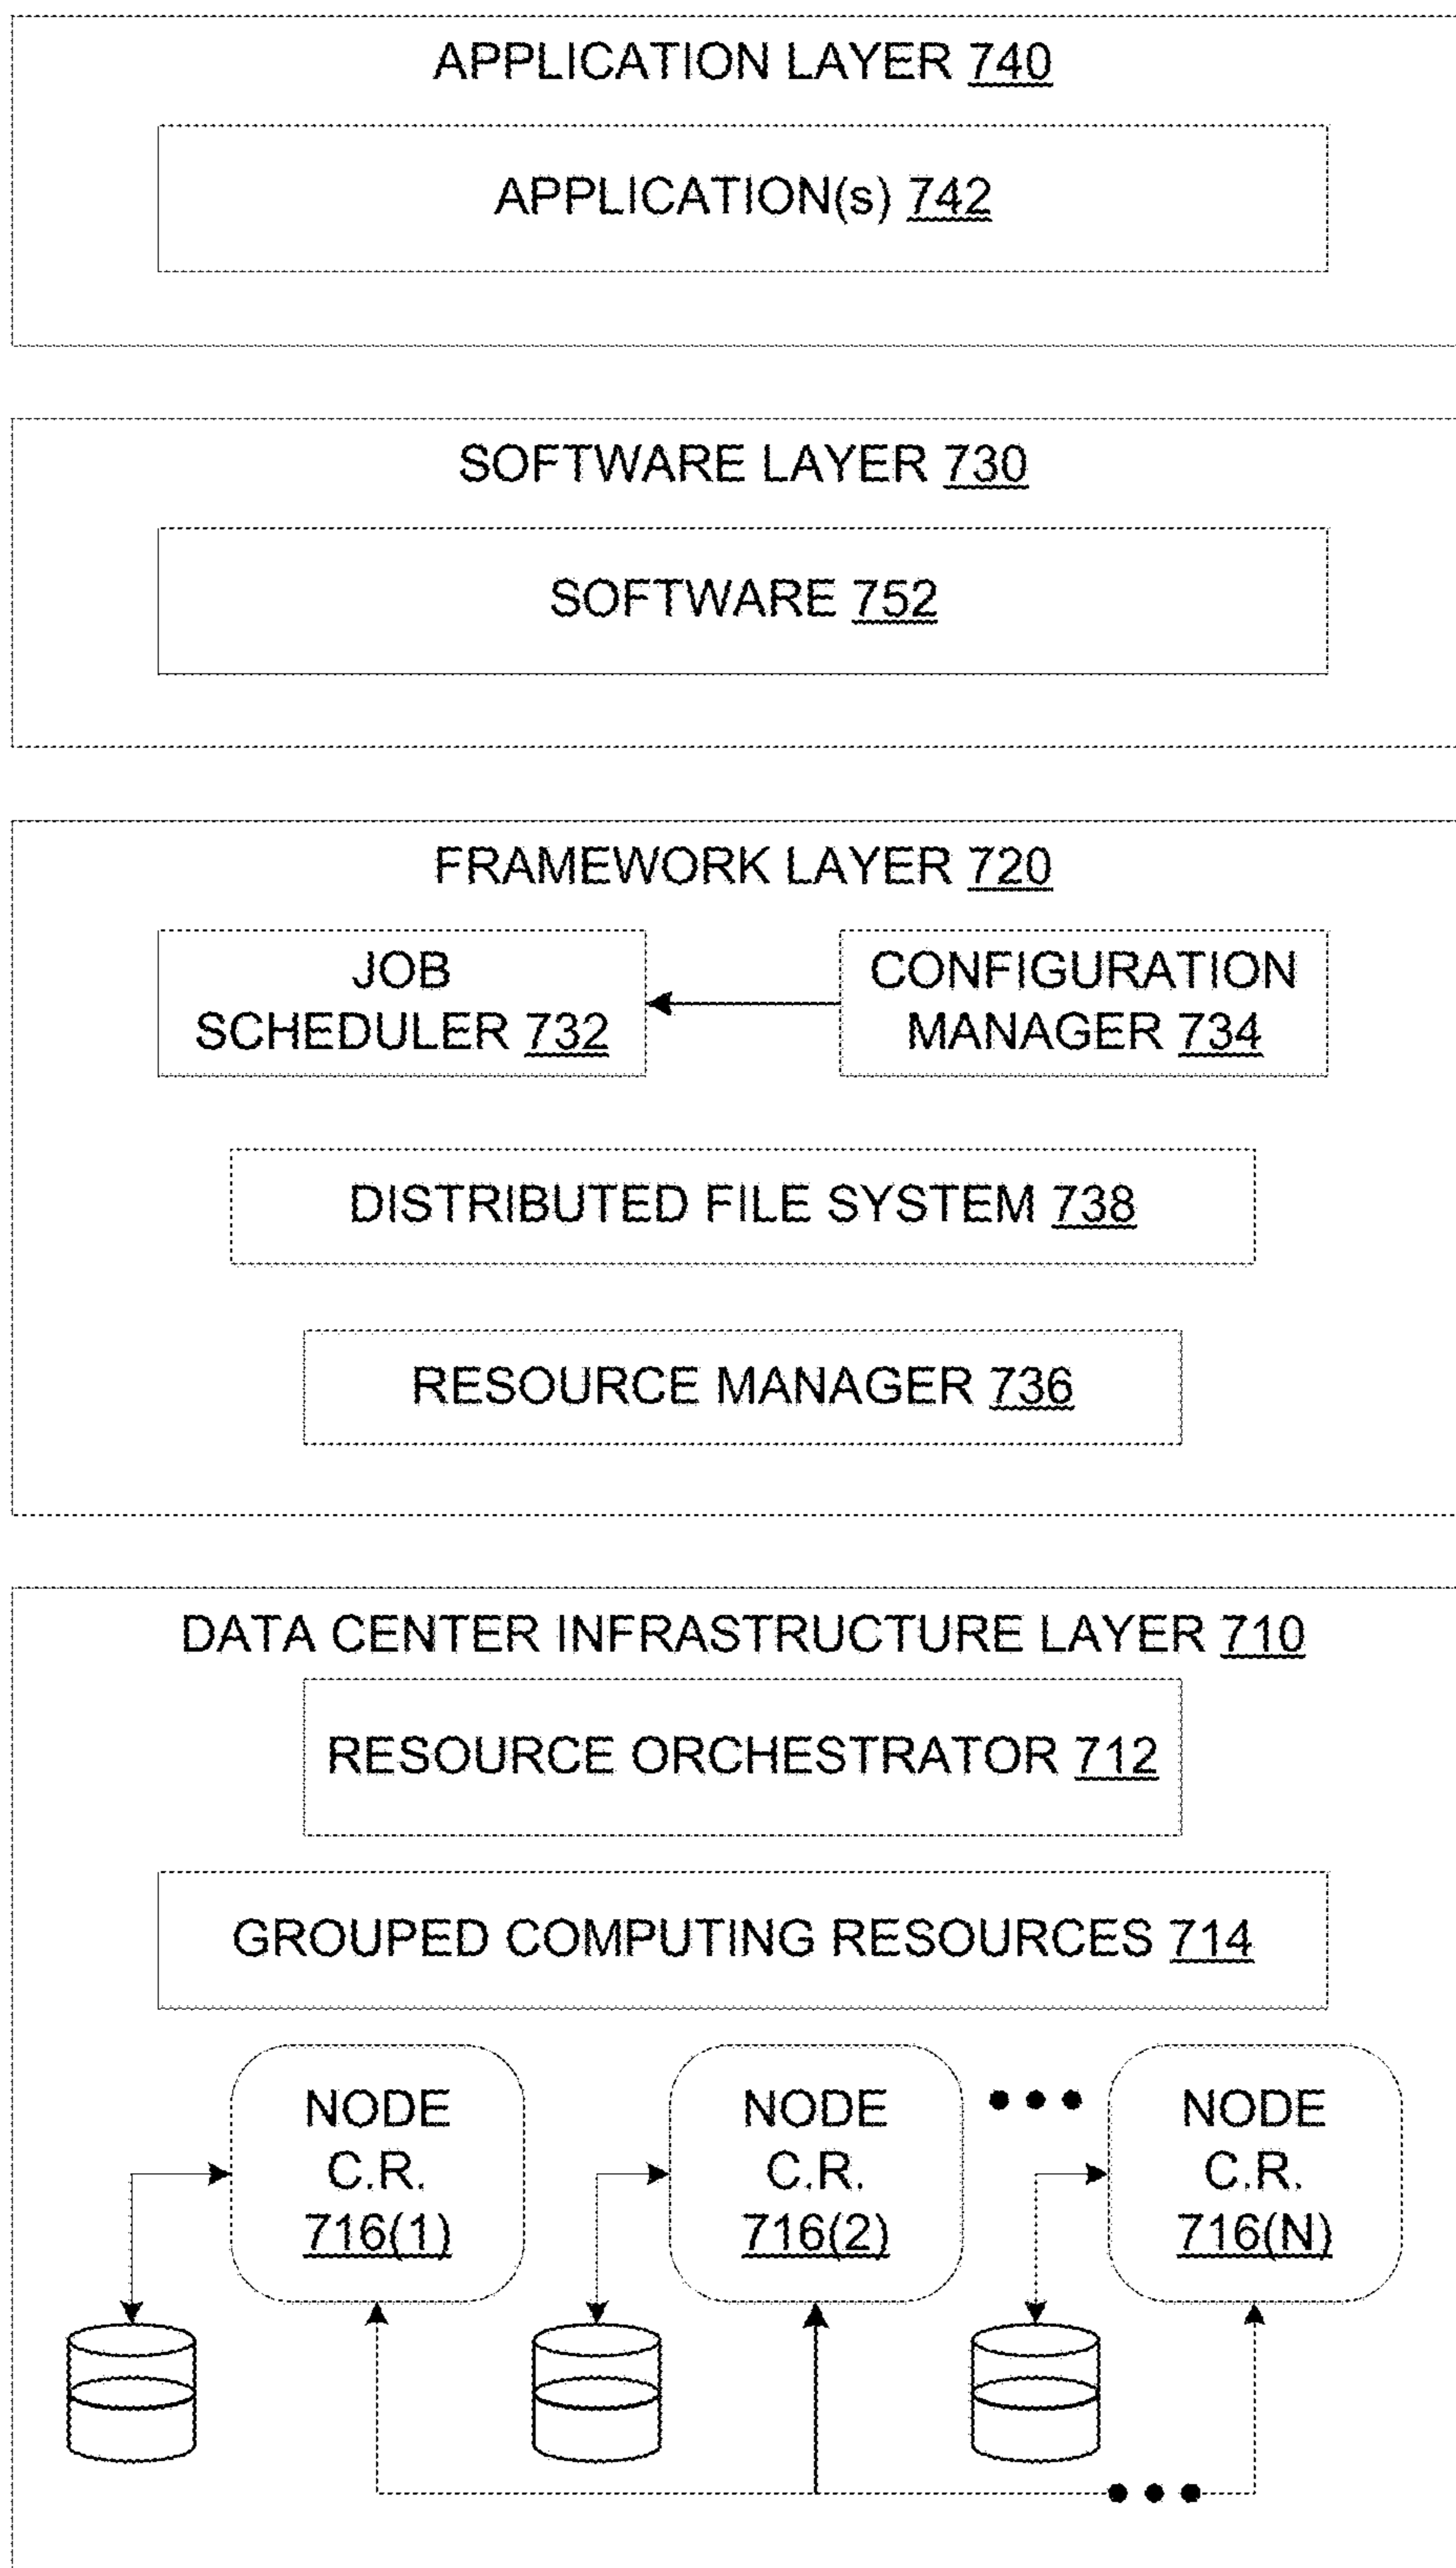 APPLICATION LAYER 740
APPLICATION(s) 742
SOFTWARE LAYER 730
SOFTWARE 752
FRAMEWORK LAYER 720
JOB
SCHEDULER 732
CONFIGURATION
MANAGER 734
DISTRIBUTED FILE SYSTEM 738
RESOURCE MANAGER 736
DATA CENTER INFRASTRUCTURE LAYER 710
RESOURCE ORCHESTRATOR 712
GROUPED COMPUTING RESOURCES 714
NODE
C.R.
716(1)
NODE
C.R.
716(2)
NODE
C.R.
716(N)